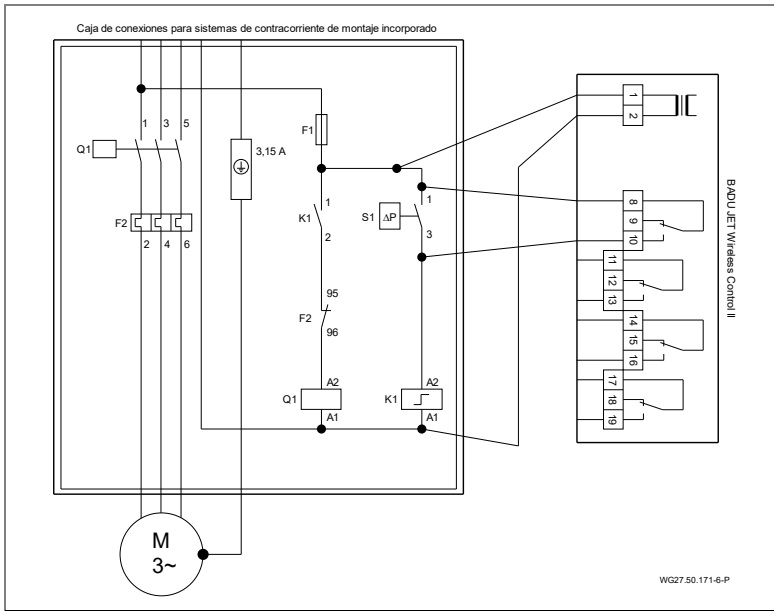 Caja de conexiones para sistemas de contracorriente de montaje incorporado
1 3 5
Q1
F2
2 4 6
3,15 A
F1
K1
1
2
S1
ΔP
1
3
95
F2
96
A2
Q1
A1
A2
K1
A1
M
3~
1
2
8
9
10
11
12
13
14
15
16
17
18
19
BADU JET Wireless Control II
WG27.50.171-6-P